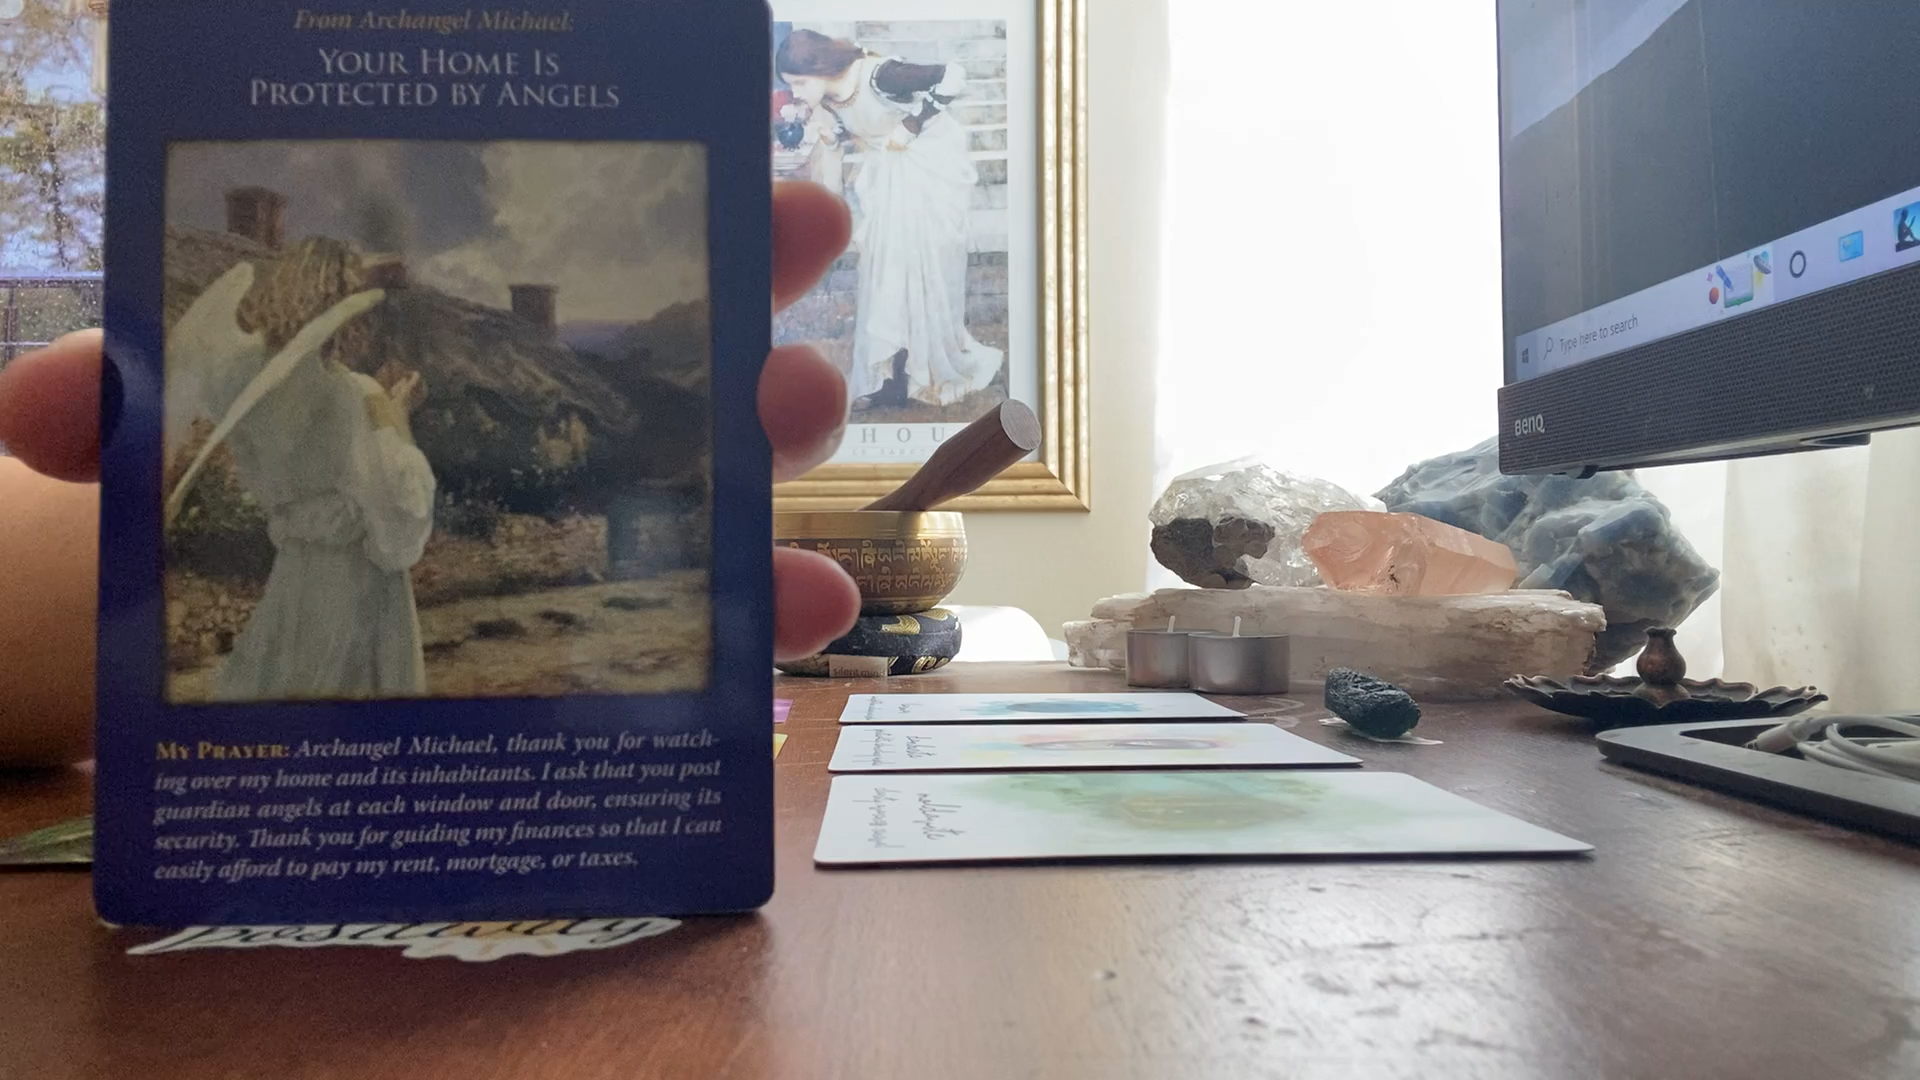 From Archangel Michael:
YOUR HOME IS
PROTECTED BY ANGELS
MY PRAYER: Archangel Michael, thank you for watch-
ing over my home and its inhabitants. I ask that you post
guardian angels at each window and door, ensuring its
security. Thank you for guiding my finances so that I can
easily afford to pay my rent, mortgage, or taxes.
HOU
Type here to search
BenQ
moldavite